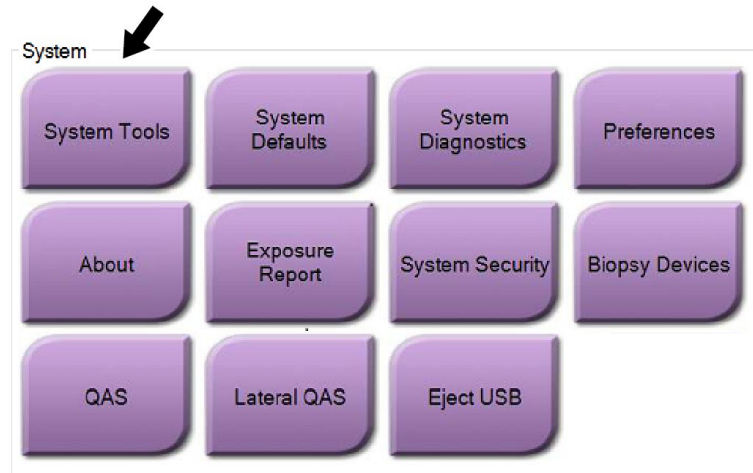 System
System Tools
System
Defaults
System
Diagnostics
Preferences
About
Exposure
Report
System Security
Biopsy Devices
QAS
Lateral QAS
Eject USB